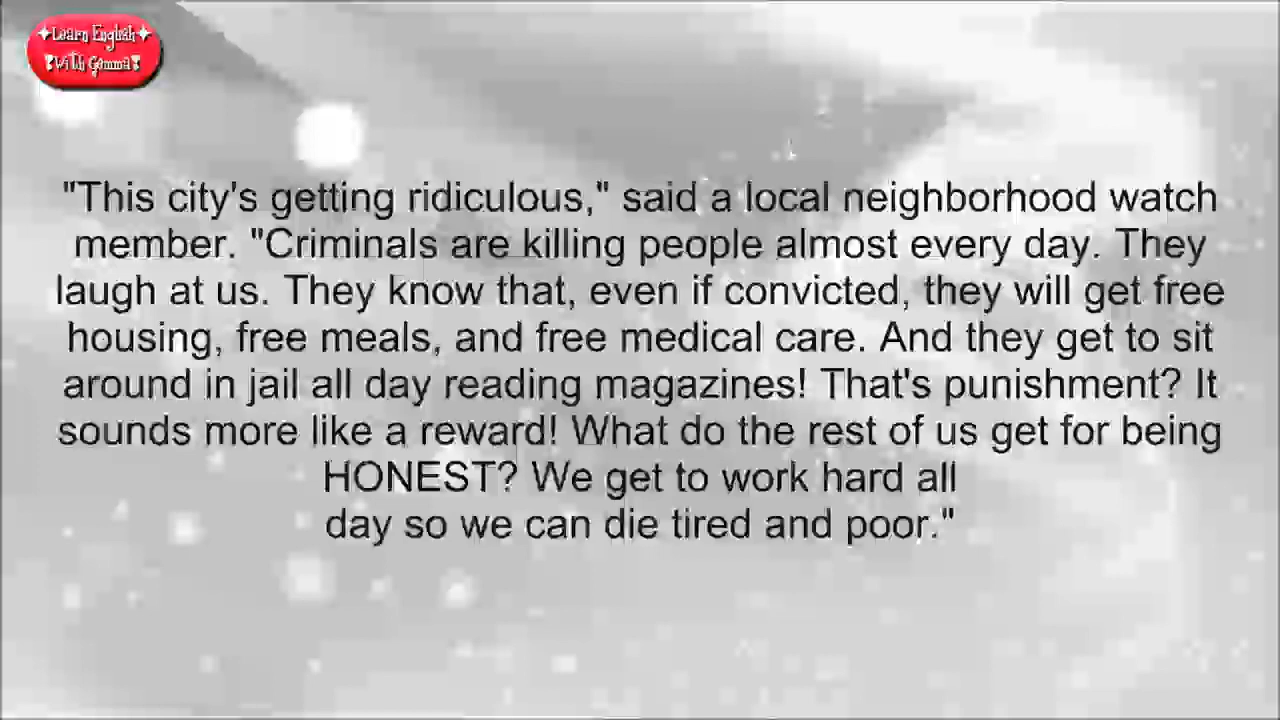 ✦Learn English✦
❣With Gemma❣
"This city's getting ridiculous," said a local neighborhood watch
member. "Criminals are killing people almost every day. They
laugh at us. They know that, even if convicted, they will get free
housing, free meals, and free medical care. And they get to sit
around in jail all day reading magazines! That's punishment? It
sounds more like a reward! What do the rest of us get for being
HONEST? We get to work hard all
day so we can die tired and poor."